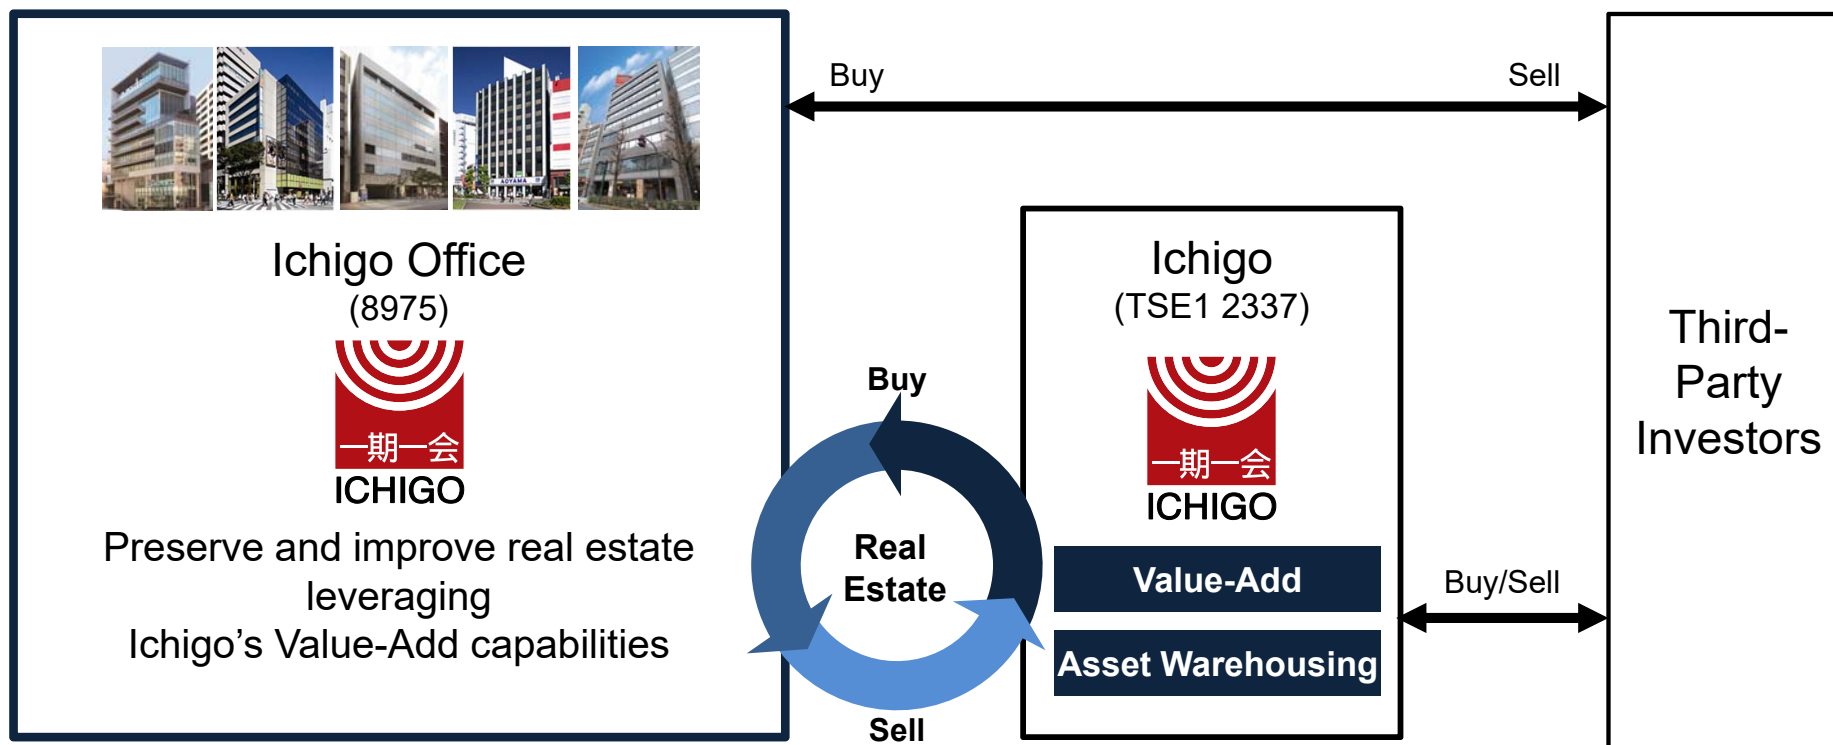 AOYAMA
Ichigo Office
(8975)
一期一会
ICHIGO
Preserve and improve real estate
leveraging
Ichigo’s Value-Add capabilities
Buy
Sell
Buy
Real
Estate
Sell
Ichigo
(TSE1 2337)
一期一会
ICHIGO
Value-Add
Asset Warehousing
Buy/Sell
Third-
Party
Investors